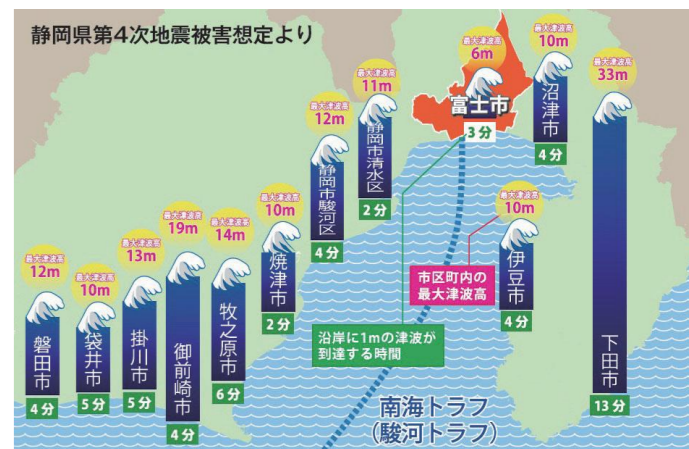 静岡県第4次地震被害想定より
最大津波高
12m
磐田市
4分
最大津波高
10m
袋井市
5分
最大津波高
13m
掛川市
5分
最大津波高
19m
御前崎市
4分
最大津波高
14m
牧之原市
6分
最大津波高
10m
焼津市
2分
最大津波高
12m
静岡市駿河区
4分
最大津波高
11m
静岡市清水区
2分
最大津波高
6m
富士市
3分
最大津波高
10m
沼津市
4分
最大津波高
10m
伊豆市
4分
最大津波高
33m
下田市
13分
市区町内の
最大津波高
沿岸に1mの津波が
到達する時間
南海トラフ
（駿河トラフ）